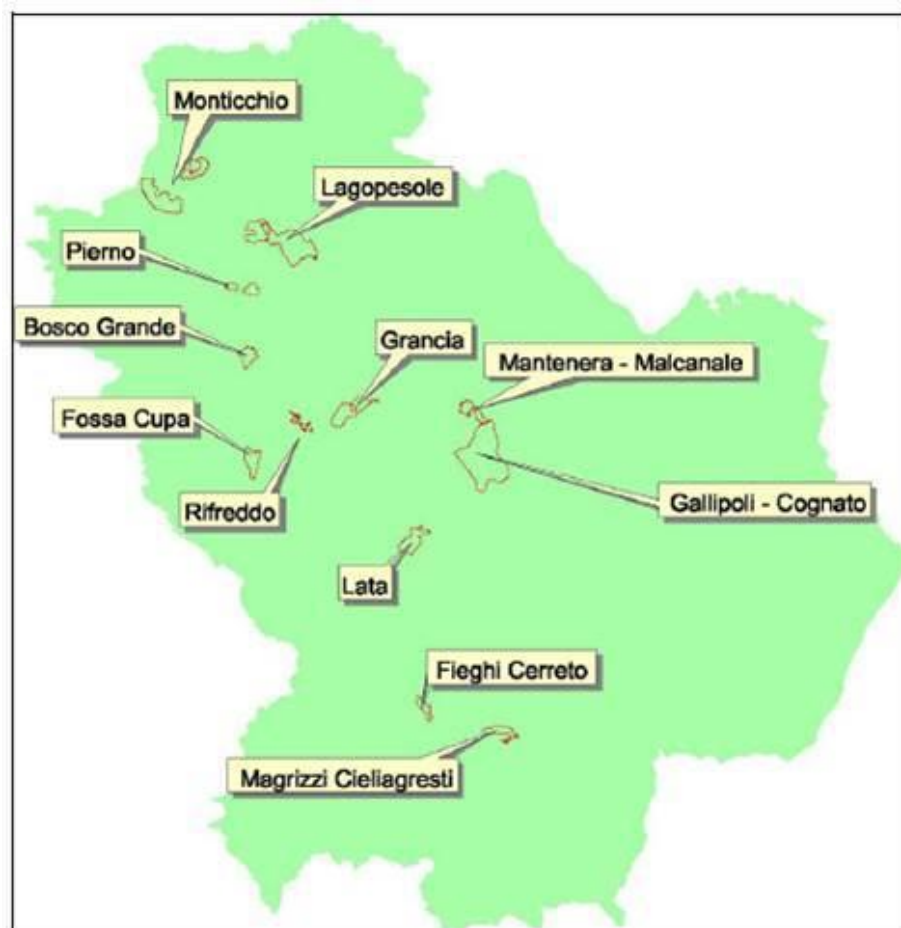 Monticchio
Lagopesole
Pierno
Bosco Grande
Grancia
Mantenera - Malcanale
Fossa Cupa
Rifreddo
Gallipoli - Cognato
Lata
Fieghi Cerreto
Magrizzi Cieliagresti